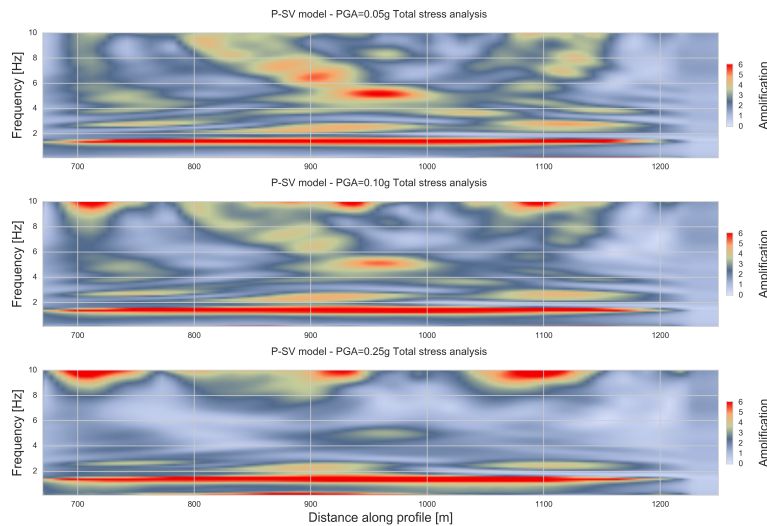 P-SV model - PGA=0.05g Total stress analysis
10
8
6
4
2
Frequency [Hz]
700 800 900 1000 1100 1200
6
5
4
3
2
1
0
Amplification
P-SV model - PGA=0.10g Total stress analysis
10
8
6
4
2
Frequency [Hz]
700 800 900 1000 1100 1200
6
5
4
3
2
1
0
Amplification
P-SV model - PGA=0.25g Total stress analysis
10
8
6
4
2
Frequency [Hz]
700 800 900 1000 1100 1200
6
5
4
3
2
1
0
Amplification
Distance along profile [m]